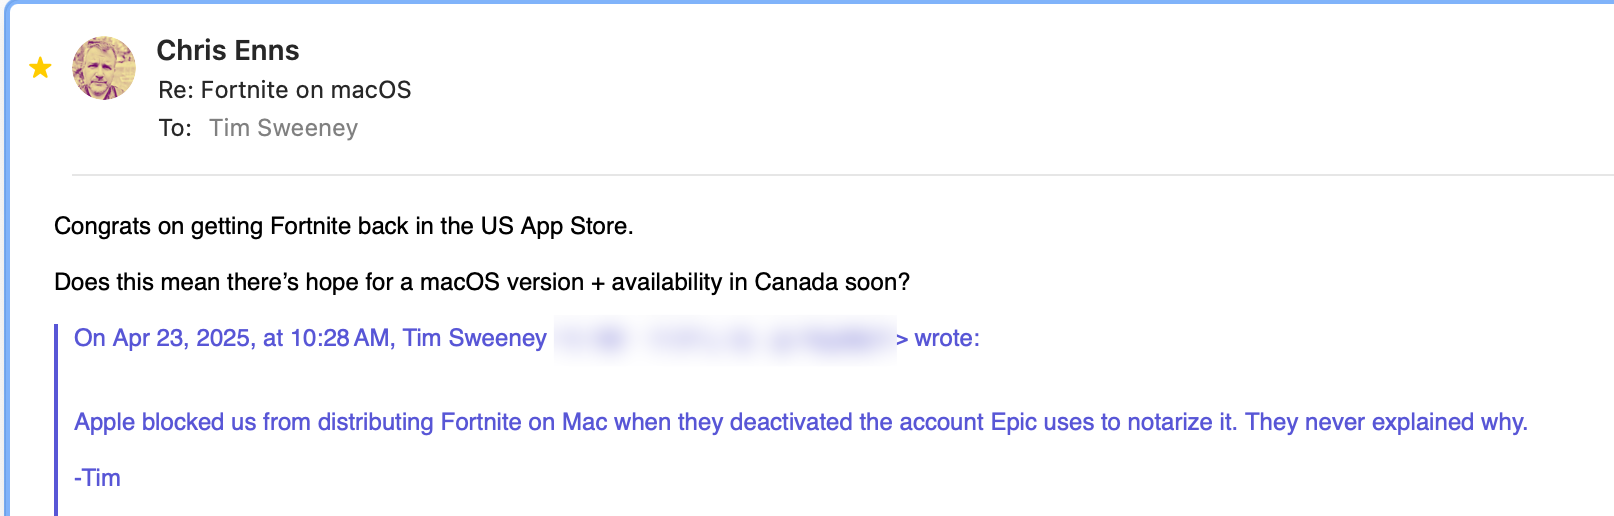 Chris Enns
Re: Fortnite on macOS
To: Tim Sweeney
Congrats on getting Fortnite back in the US App Store.
Does this mean there’s hope for a macOS version + availability in Canada soon?
On Apr 23, 2025, at 10:28 AM, Tim Sweeney > wrote:
Apple blocked us from distributing Fortnite on Mac when they deactivated the account Epic uses to notarize it. They never explained why.
-Tim